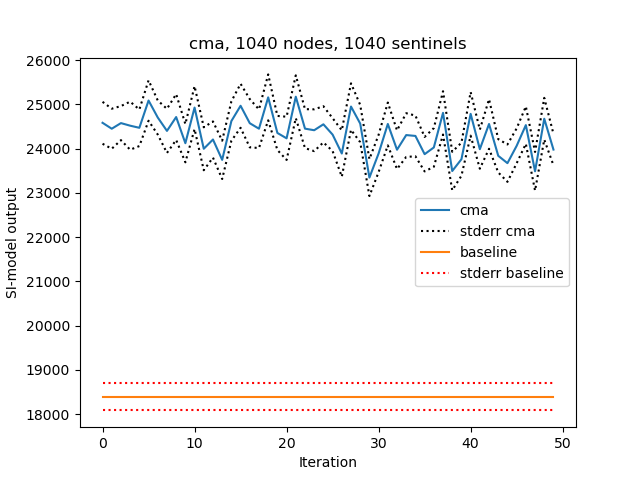 cma, 1040 nodes, 1040 sentinels
26000
25000
24000
23000
22000
21000
20000
19000
18000
SI-model output
cma
stderr cma
baseline
stderr baseline
0 10 20 30 40 50
Iteration